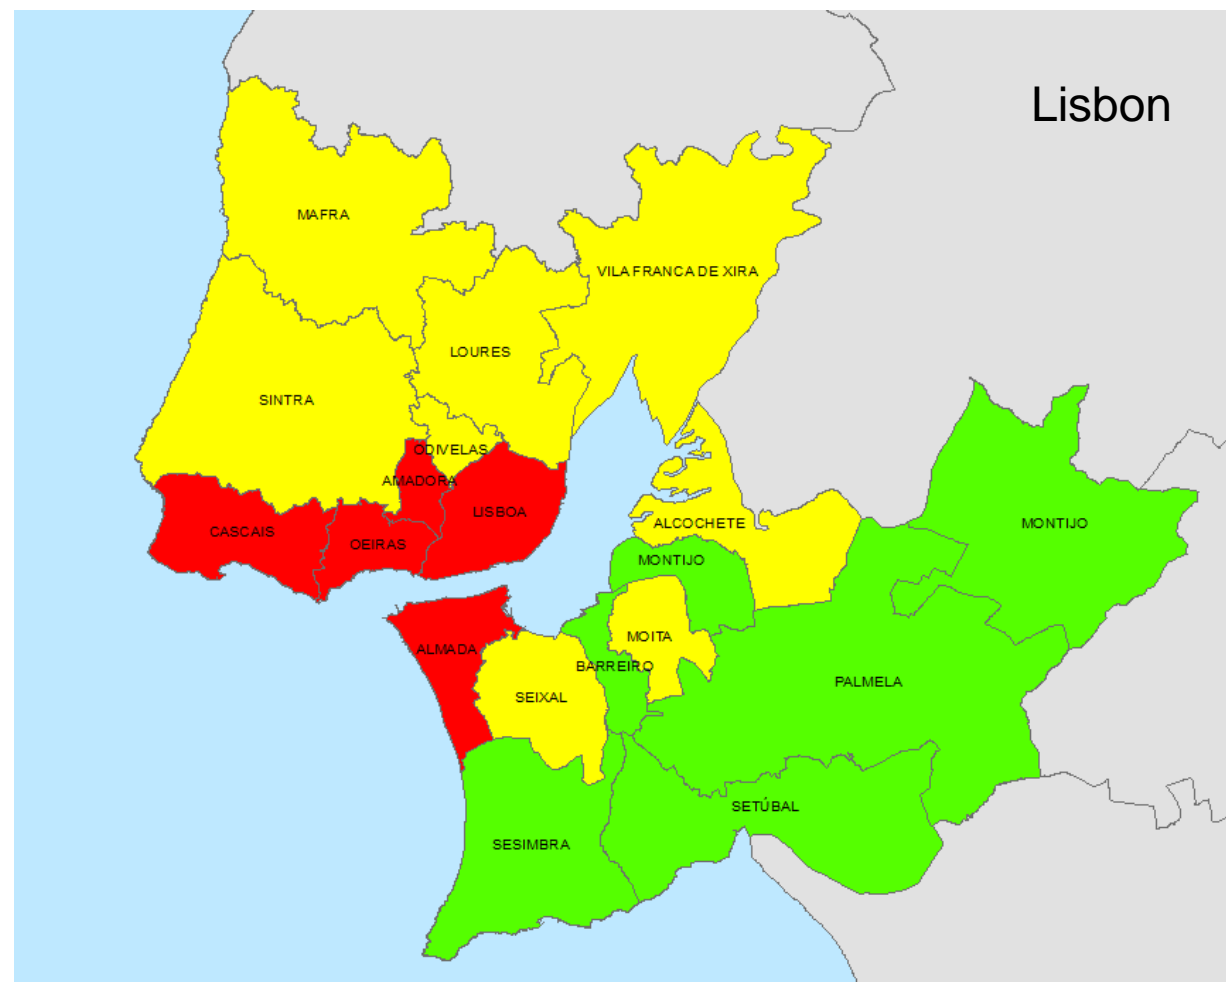 Lisbon
MAFRA
VILA FRANCA DE XIRA
LOURES
SINTRA
ODIVELAS
AMADORA
LISBOA
CASCAIS
OEIRAS
ALCOCHETE
MONTIJO
MONTIJO
MOITA
ALMADA
BARREIRO
PALMELA
SEIXAL
SETÚBAL
SESIMBRA